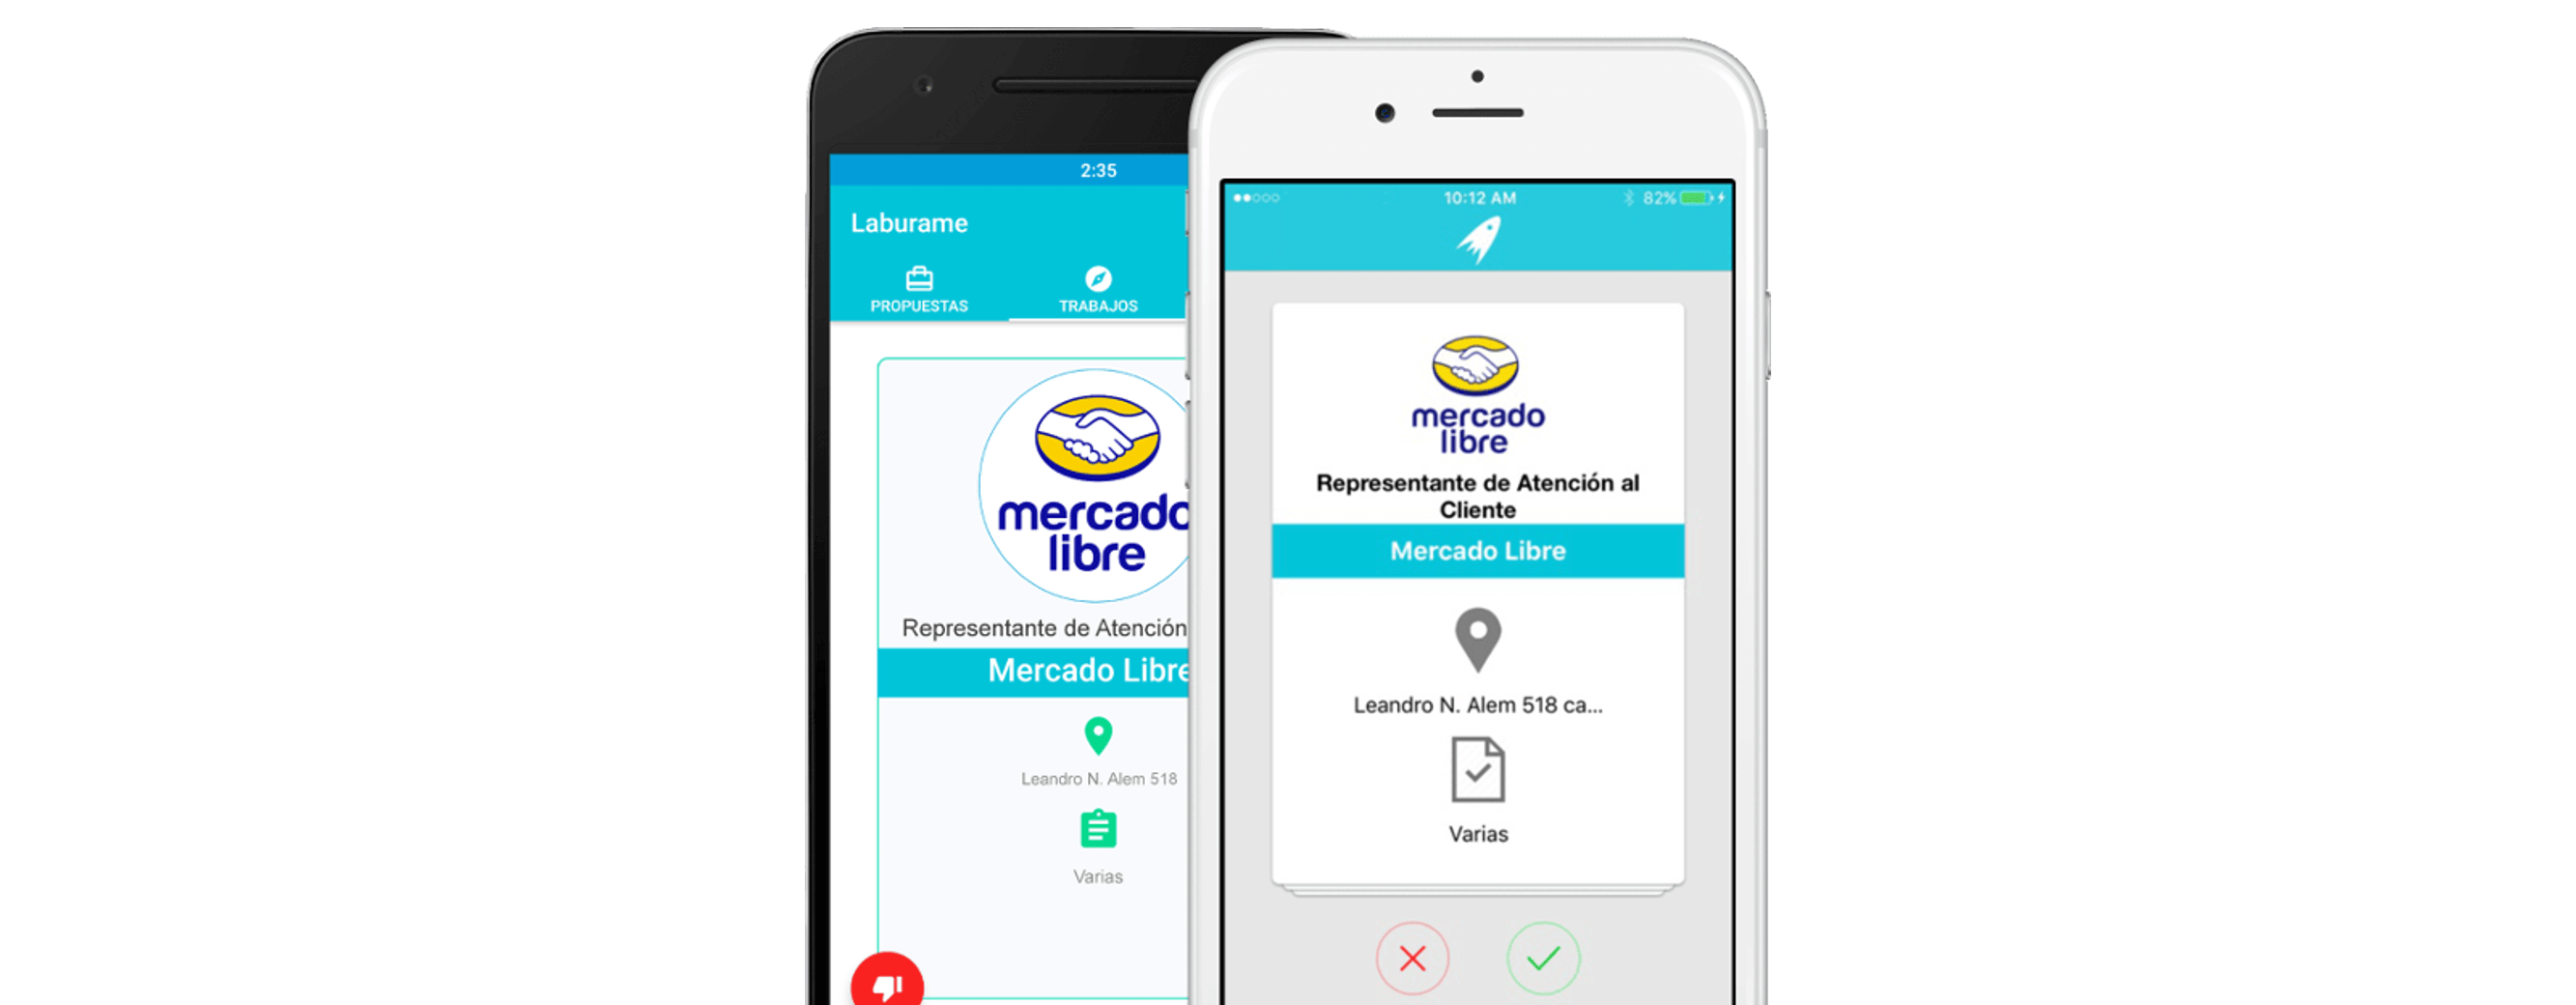 2:35
Laburame
PROPUESTAS
TRABAJOS
mercado
libre
Representante de Atención
Mercado Libre
Leandro N. Alem 518
Varias
10:12 AM
82%
mercado
libre
Representante de Atención al
Cliente
Mercado Libre
Leandro N. Alem 518 ca...
Varias